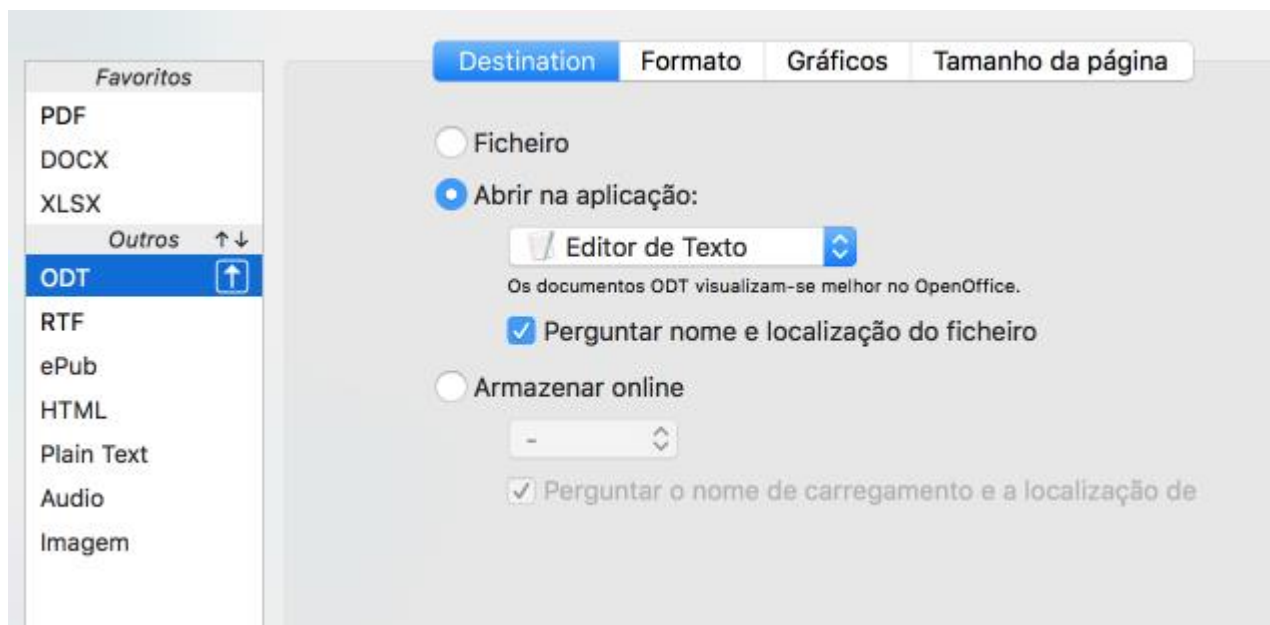 Favoritos
PDF
DOCX
XLSX
Outros ↑↓
ODT
RTF
ePub
HTML
Plain Text
Audio
Imagem
Destination Formato Gráficos Tamanho da página
Ficheiro
Abrir na aplicação:
Editor de Texto
Os documentos ODT visualizam-se melhor no OpenOffice.
Perguntar nome e localização do ficheiro
Armazenar online
-
Perguntar o nome de carregamento e a localização de